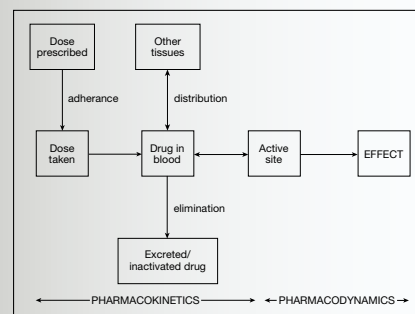 Dose
prescribed
Other
tissues
adherance
distribution
Dose
taken
Drug in
blood
Active
site
EFFECT
elimination
Excreted/
inactivated drug
PHARMACOKINETICS
PHARMACODYNAMICS